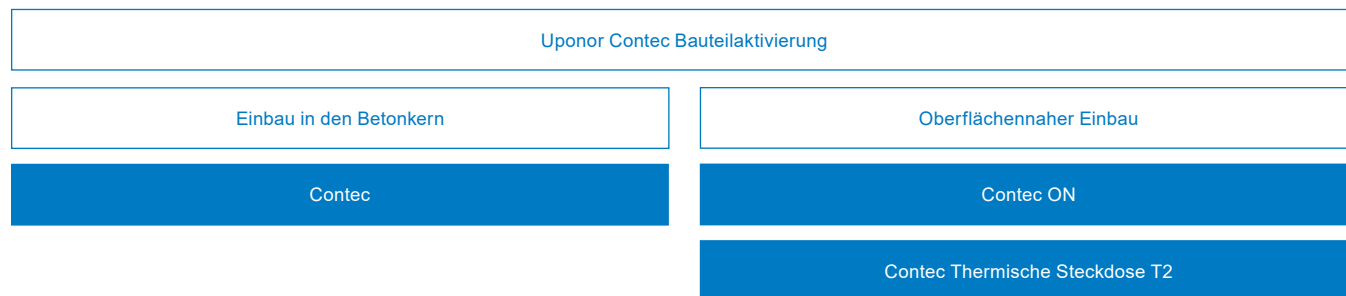 Uponor Contec Bauteilaktivierung
Einbau in den Betonkern
Oberflächennaher Einbau
Contec
Contec ON
Contec Thermische Steckdose T2